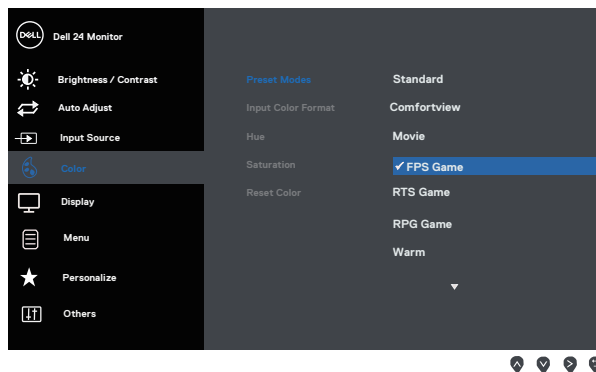 DELL Dell 24 Monitor
Brightness / Contrast
Auto Adjust
Input Source
Color
Display
Menu
Personalize
Others
Preset Modes
Input Color Format
Hue
Saturation
Reset Color
Standard
Comfortview
Movie
✓ FPS Game
RTS Game
RPG Game
Warm